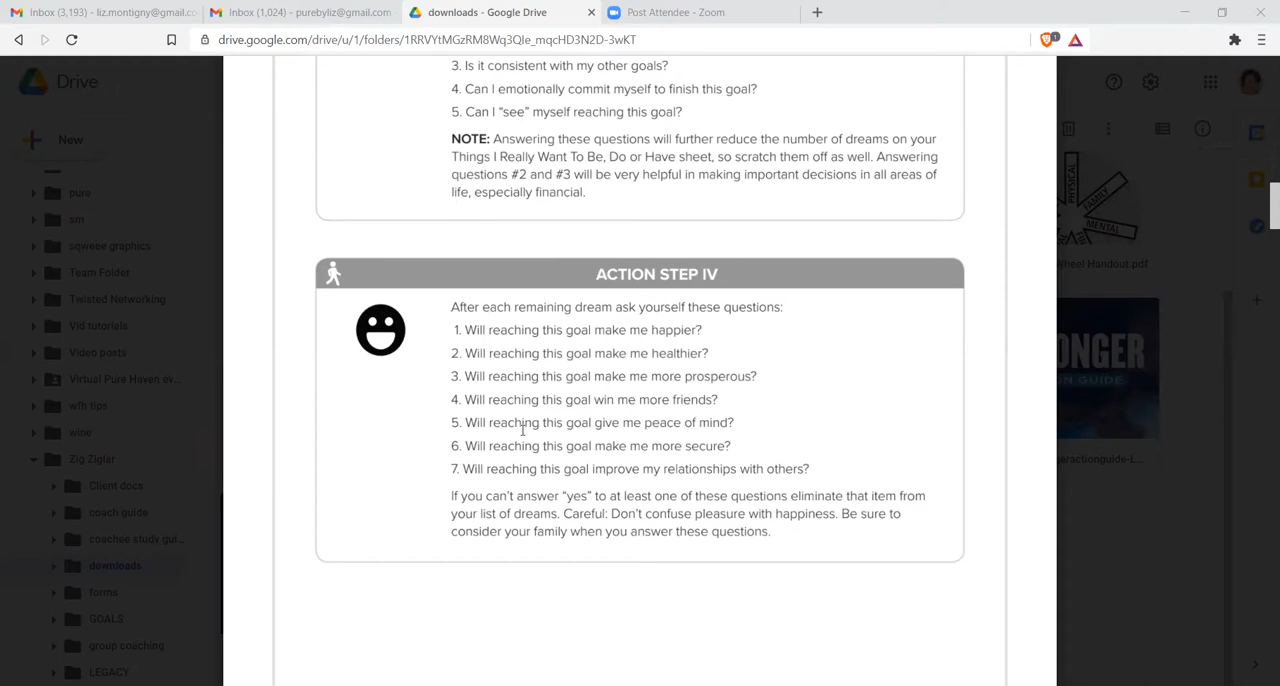 Inbox (3,193) - liz.montigny@gmail.co
Inbox (1,024) - purebyliz@gmail.com
downloads - Google Drive
Post Attendee - Zoom
drive.google.com/drive/u/1/folders/1RRVYtMGzRM8Wq3QIe_mqcHD3N2D-3wKT
1
Drive
New
pure
sm
sqweee graphics
Team Folder
Twisted Networking
Vid tutorials
Video posts
Virtual Pure Haven ev...
wfh tips
wine
Zig Ziglar
Client docs
coach guide
coachee study gui...
downloads
forms
GOALS
group coaching
LEGACY
3. Is it consistent with my other goals?
4. Can I emotionally commit myself to finish this goal?
5. Can I “see” myself reaching this goal?
NOTE: Answering these questions will further reduce the number of dreams on your
Things I Really Want To Be, Do or Have sheet, so scratch them off as well. Answering
questions #2 and #3 will be very helpful in making important decisions in all areas of
life, especially financial.
ACTION STEP IV
After each remaining dream ask yourself these questions:
1. Will reaching this goal make me happier?
2. Will reaching this goal make me healthier?
3. Will reaching this goal make me more prosperous?
4. Will reaching this goal win me more friends?
5. Will reaching this goal give me peace of mind?
6. Will reaching this goal make me more secure?
7. Will reaching this goal improve my relationships with others?
If you can’t answer “yes” to at least one of these questions eliminate that item from
your list of dreams. Careful: Don’t confuse pleasure with happiness. Be sure to
consider your family when you answer these questions.
PHYSICAL
FAMILY
MENTAL
Wheel Handout.pdf
ONGER
ON GUIDE
geractionguide-L...